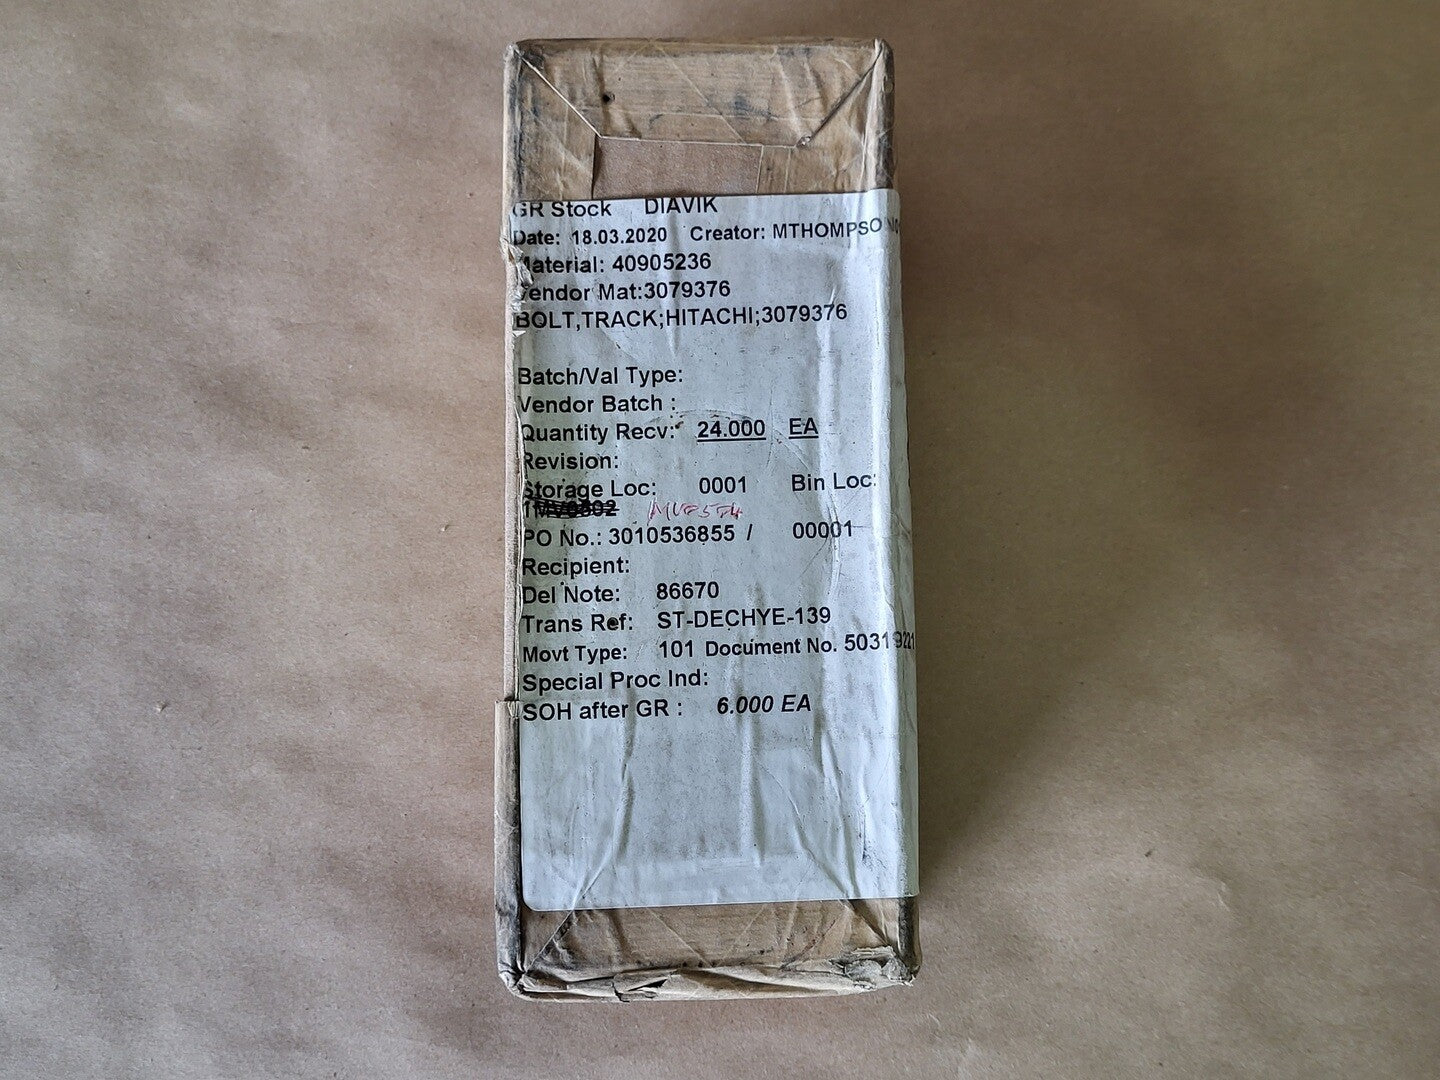 GR Stock DIAVIK
Date: 18.03.2020 Creator: MTHOMPSO
Material: 40905236
Vendor Mat:3079376
BOLT,TRACK;HITACHI;3079376
Batch/Val Type:
Vendor Batch :
Quantity Recv: 24.000 EA
Revision:
Storage Loc: 0001 Bin Loc:
PO No.: 3010536855 / 00001
Recipient:
Del Note: 86670
Trans Ref: ST-DECHYE-139
Movt Type: 101 Document No.
Special Proc Ind:
SOH after GR : 6.000 EA